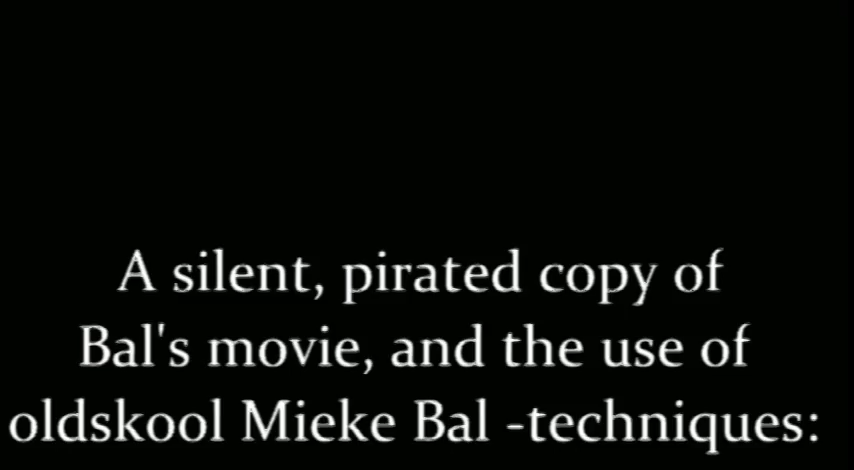 A silent, pirated copy of
Bal's movie, and the use of
oldskool Mieke Bal -techniques: